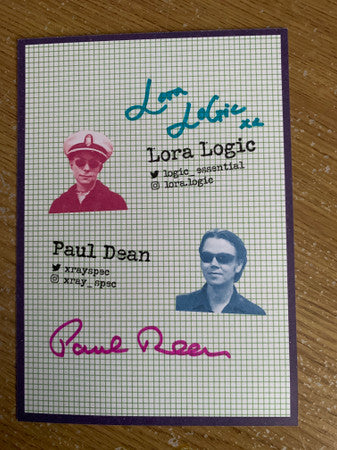 Lora
Logic xx
Lora Logic
logic_essential
lora.logic
Paul Dean
xrayspec
xray_spec
Paul Dean